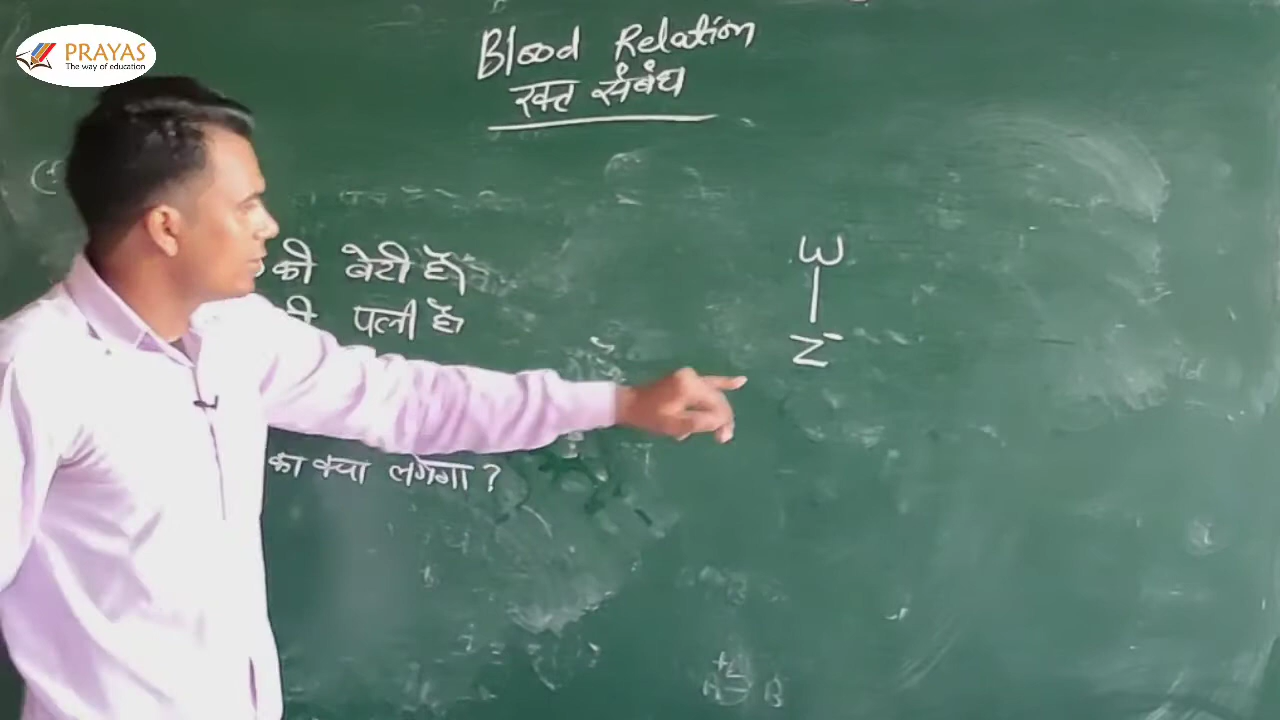 PRAYAS
The way of education
Blood Relation
रक्त संबंध
की बेटी है।
W
पत्नी है।
Z-
का क्या लगेगा ?
B